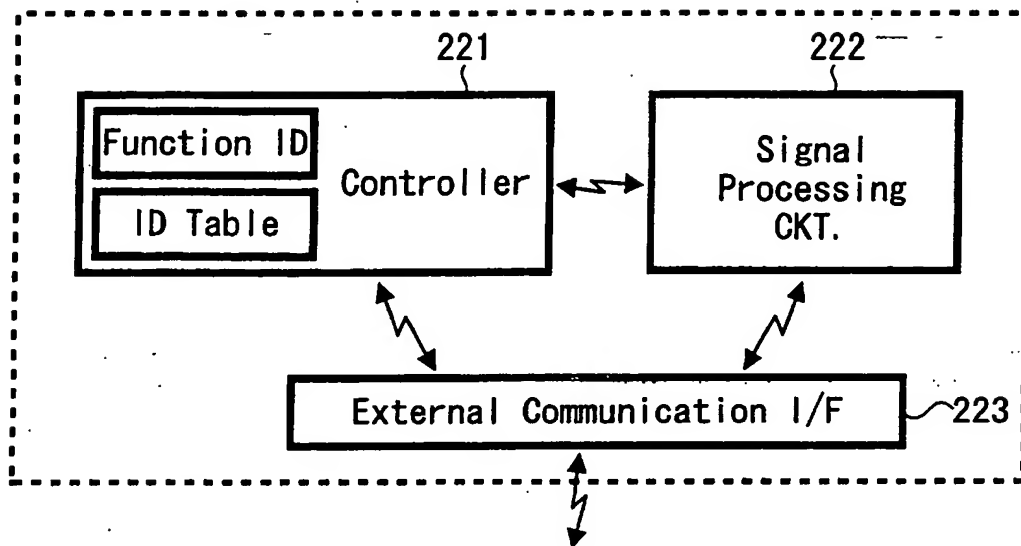 221
222
Function ID
ID Table
Controller
Signal
Processing
CKT.
External Communication I/F
223